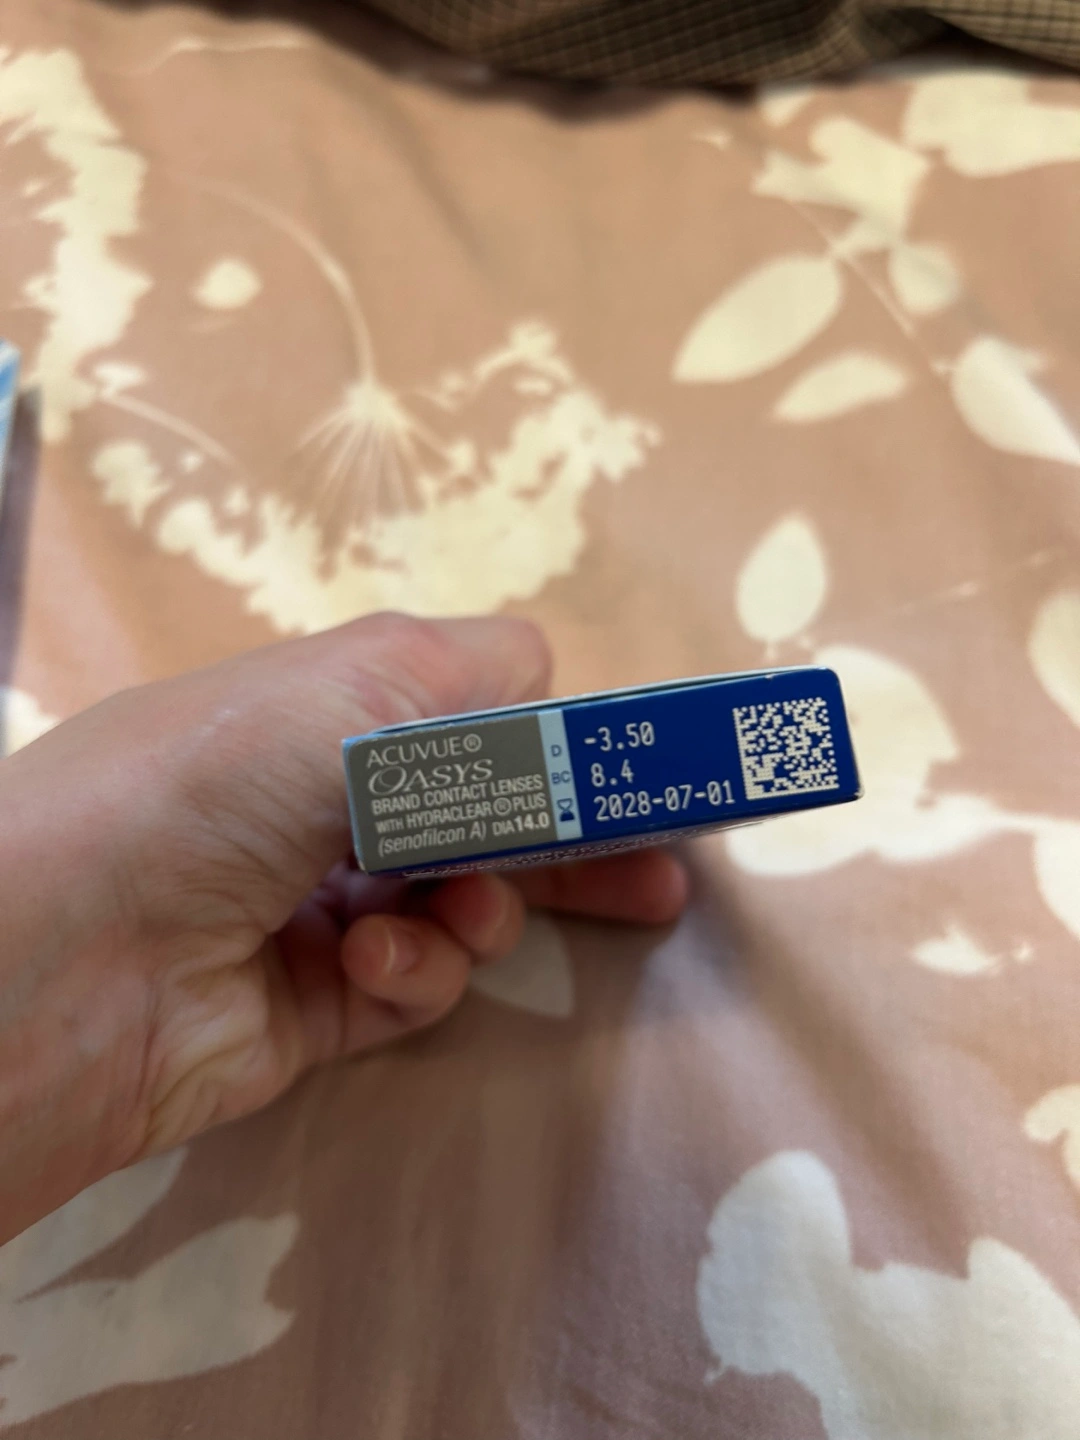 ACUVUE®
OASYS
BRAND CONTACT LENSES
WITH HYDRACLEAR® PLUS
(senofilcon A) DIA 14.0
D -3.50
BC 8.4
2028-07-01